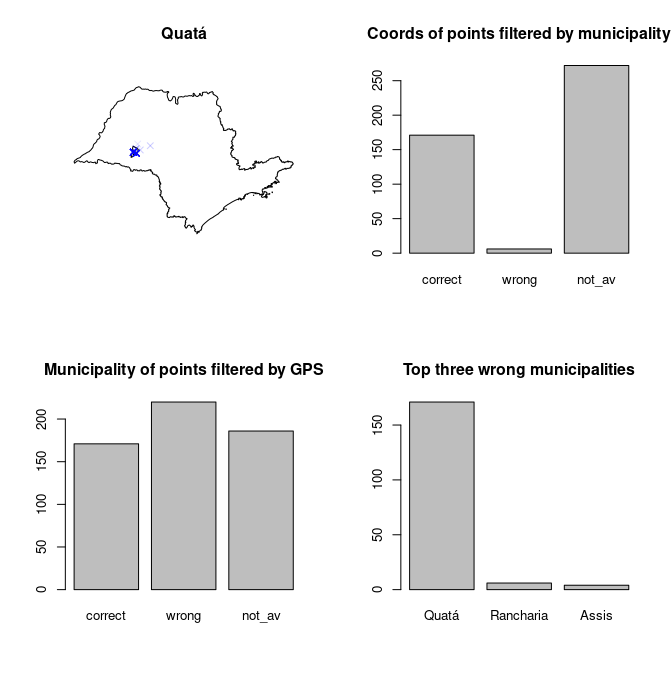 Quatá
Coords of points filtered by municipality
250
200
150
100
50
0
correct wrong not_av
Municipality of points filtered by GPS
200
150
100
50
0
correct wrong not_av
Top three wrong municipalities
150
100
50
0
Quatá Rancharia Assis